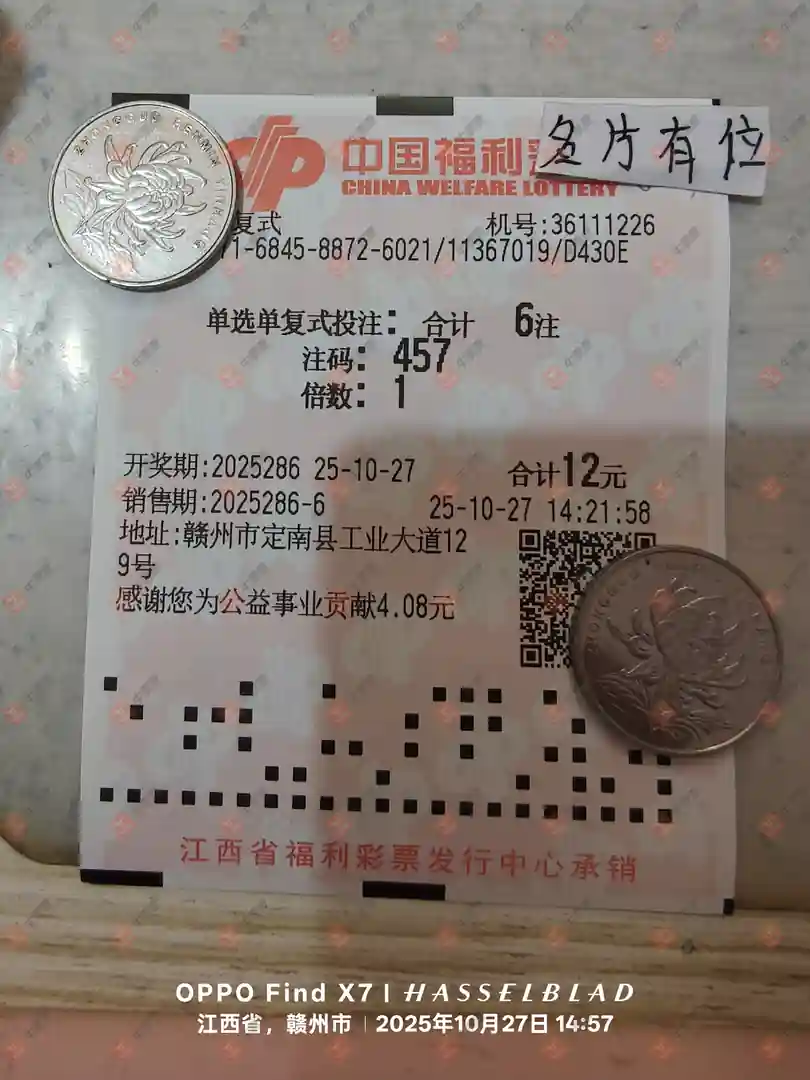 ZHONGGUO RENMIN YINHANG
中国福利
名片有位
CHINA WELFARE LOTTERY
复式
机号:36111226
71-6845-8872-6021/11367019/D430E
单选单复式投注: 合计 6注
注码: 457
倍数: 1
开奖期:2025286 25-10-27 合计12元
销售期:2025286-6 25-10-27 14:21:58
地址:赣州市定南县工业大道12
9号
感谢您为公益事业贡献4.08元
江西省福利彩票发行中心承销
OPPO Find X7 | HASSELBLAD
江西省，赣州市 | 2025年10月27日 14:57